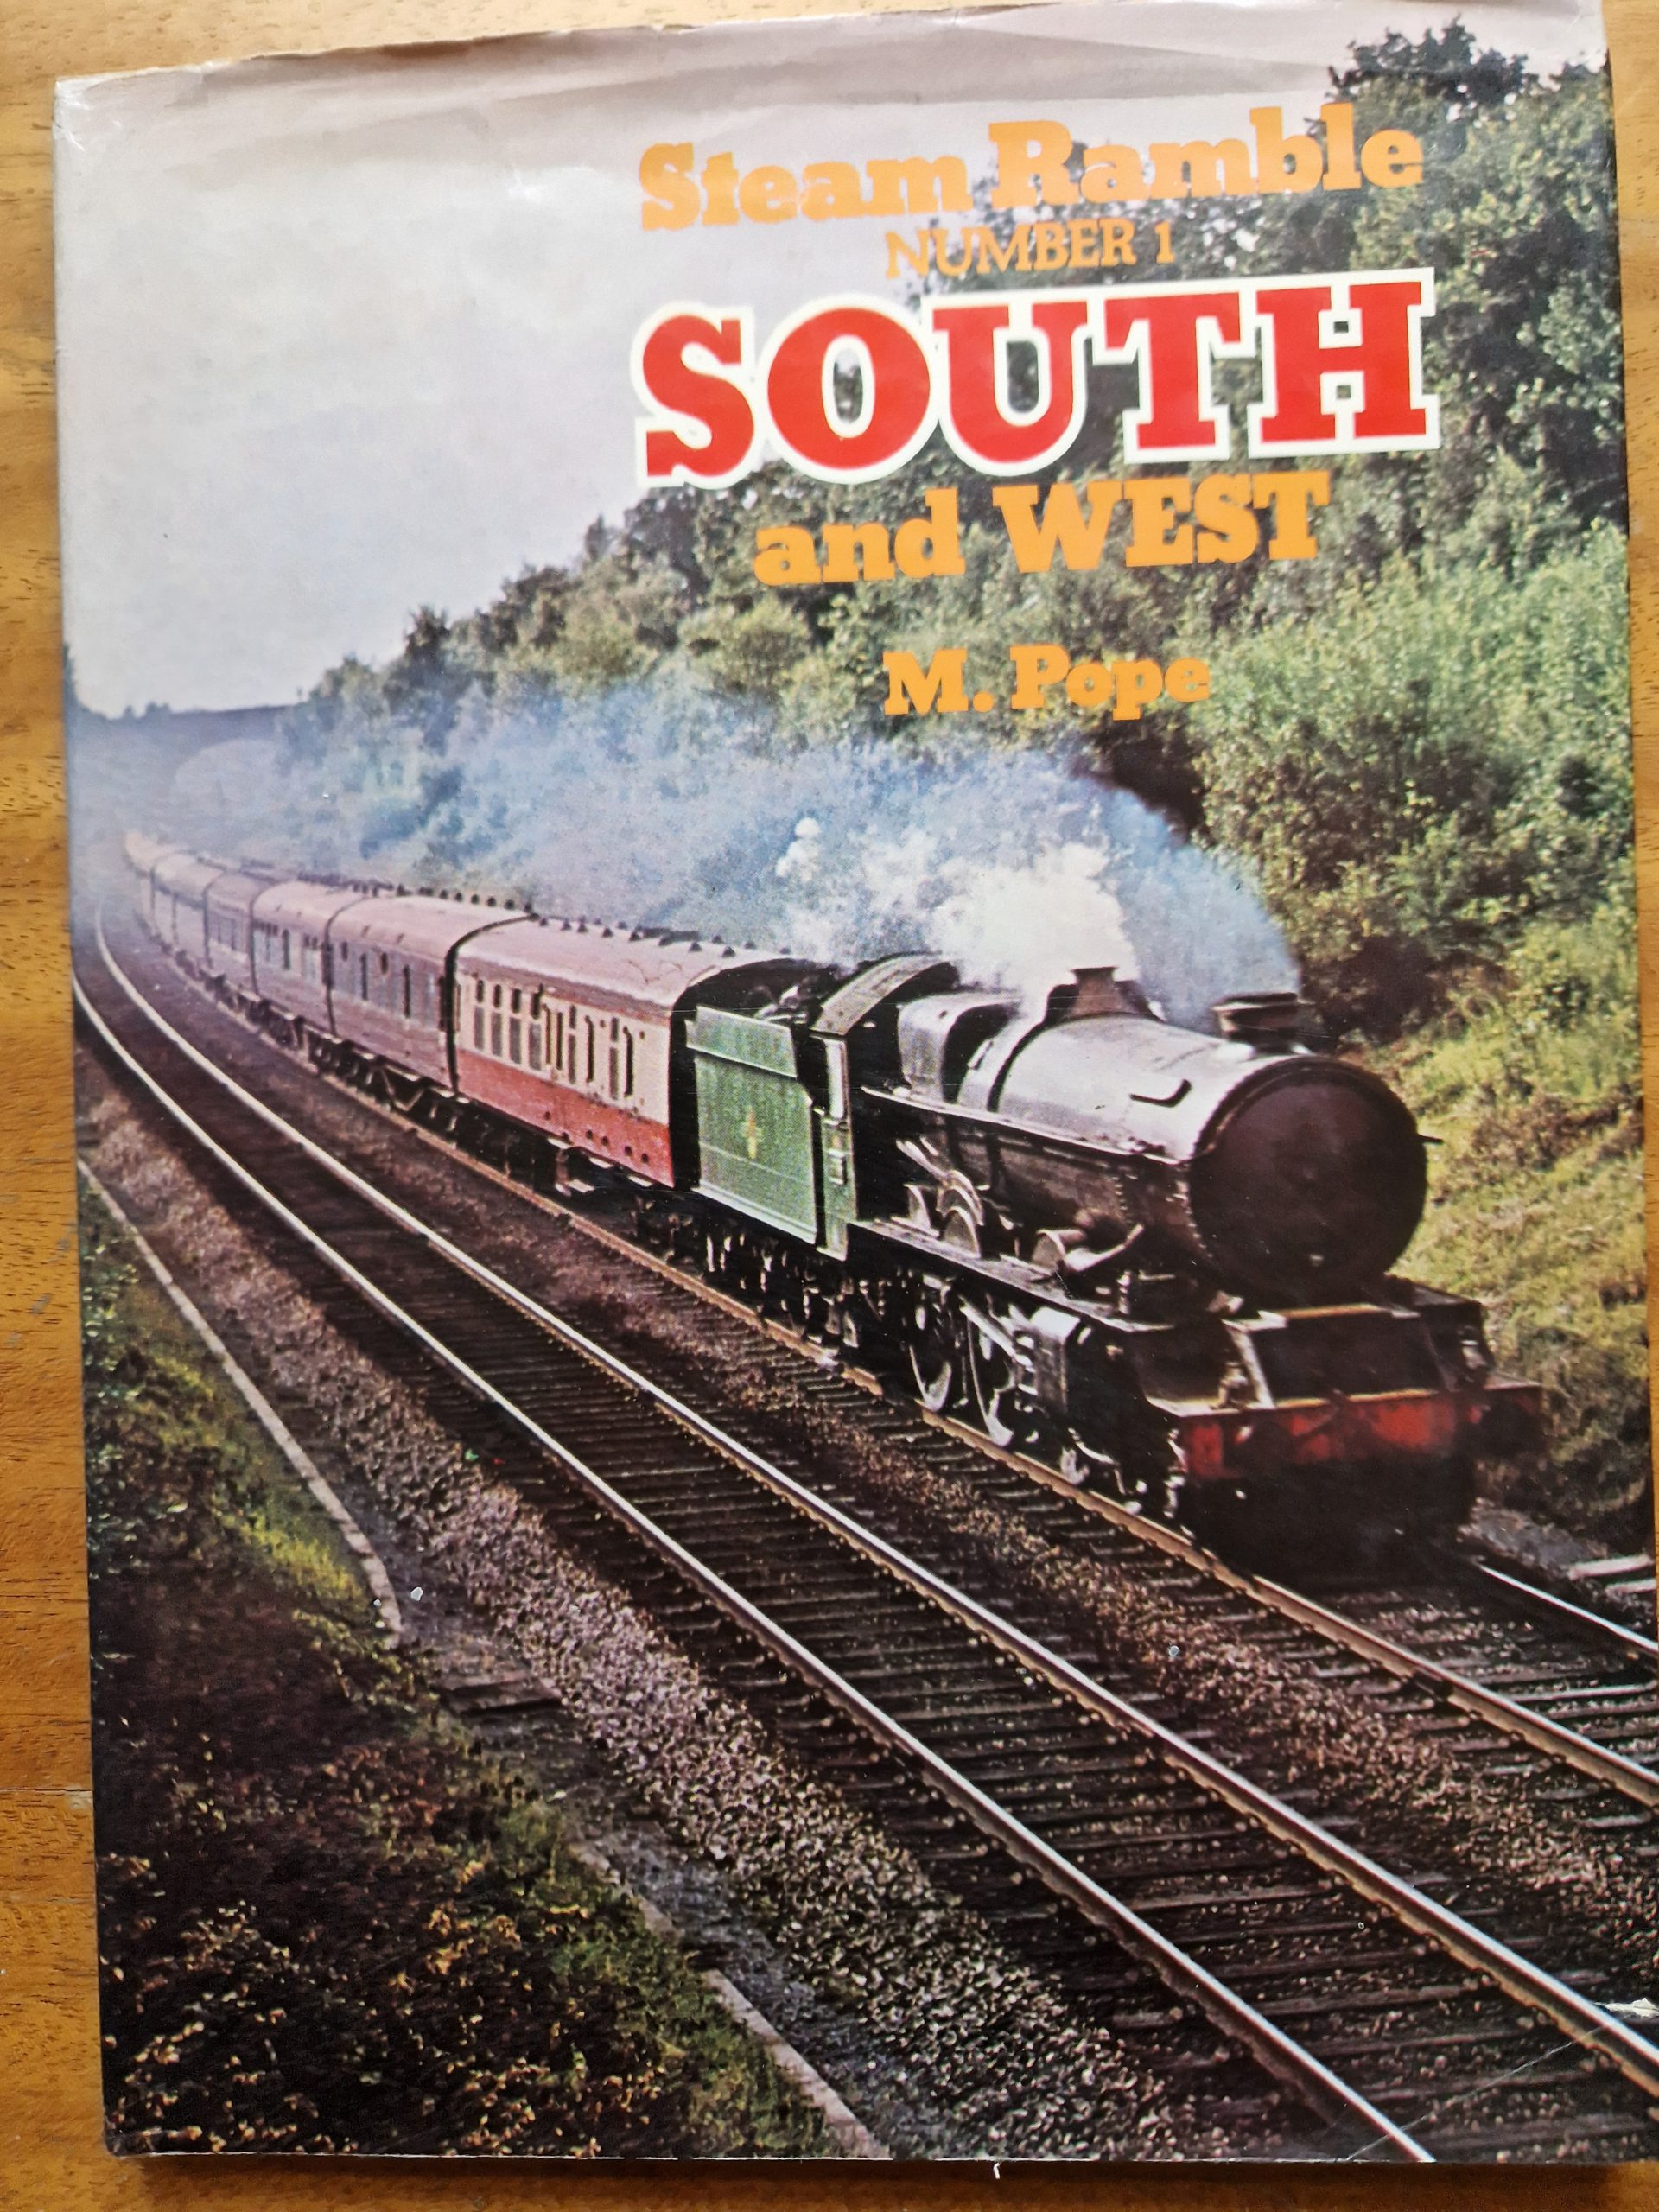 Steam Ramble
NUMBER 1
SOUTH
and WEST
M. Pope